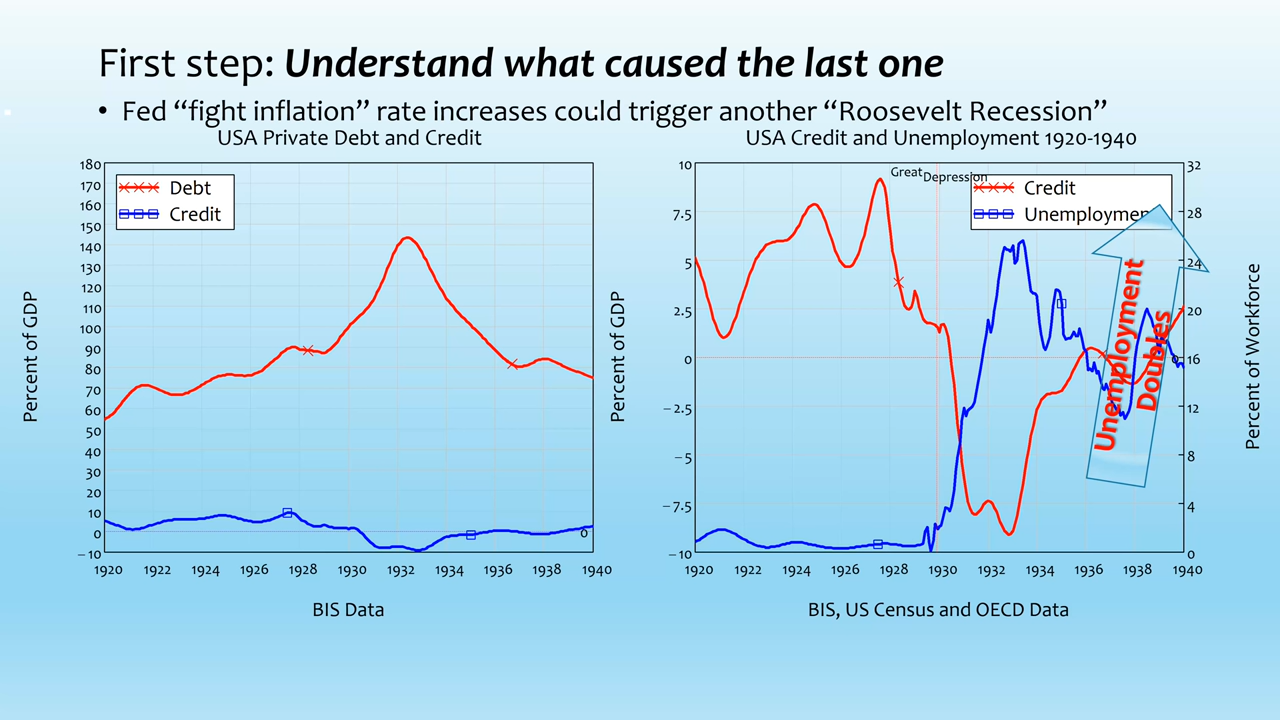 First step: Understand what caused the last one
• Fed “fight inflation” rate increases could trigger another “Roosevelt Recession”
USA Private Debt and Credit
Percent of GDP
180
170
160
150
140
130
120
110
100
90
80
70
60
50
40
30
20
10
0
−10
Debt
Credit
0
1920 1922 1924 1926 1928 1930 1932 1934 1936 1938 1940
BIS Data
USA Credit and Unemployment 1920-1940
Percent of GDP
10
7.5
5
2.5
0
−2.5
−5
−7.5
−10
Great Depression
Credit
Unemploymen
Unemployment
Doubles
0
32
28
24
20
16
12
8
4
0
Percent of Workforce
1920 1922 1924 1926 1928 1930 1932 1934 1936 1938 1940
BIS, US Census and OECD Data